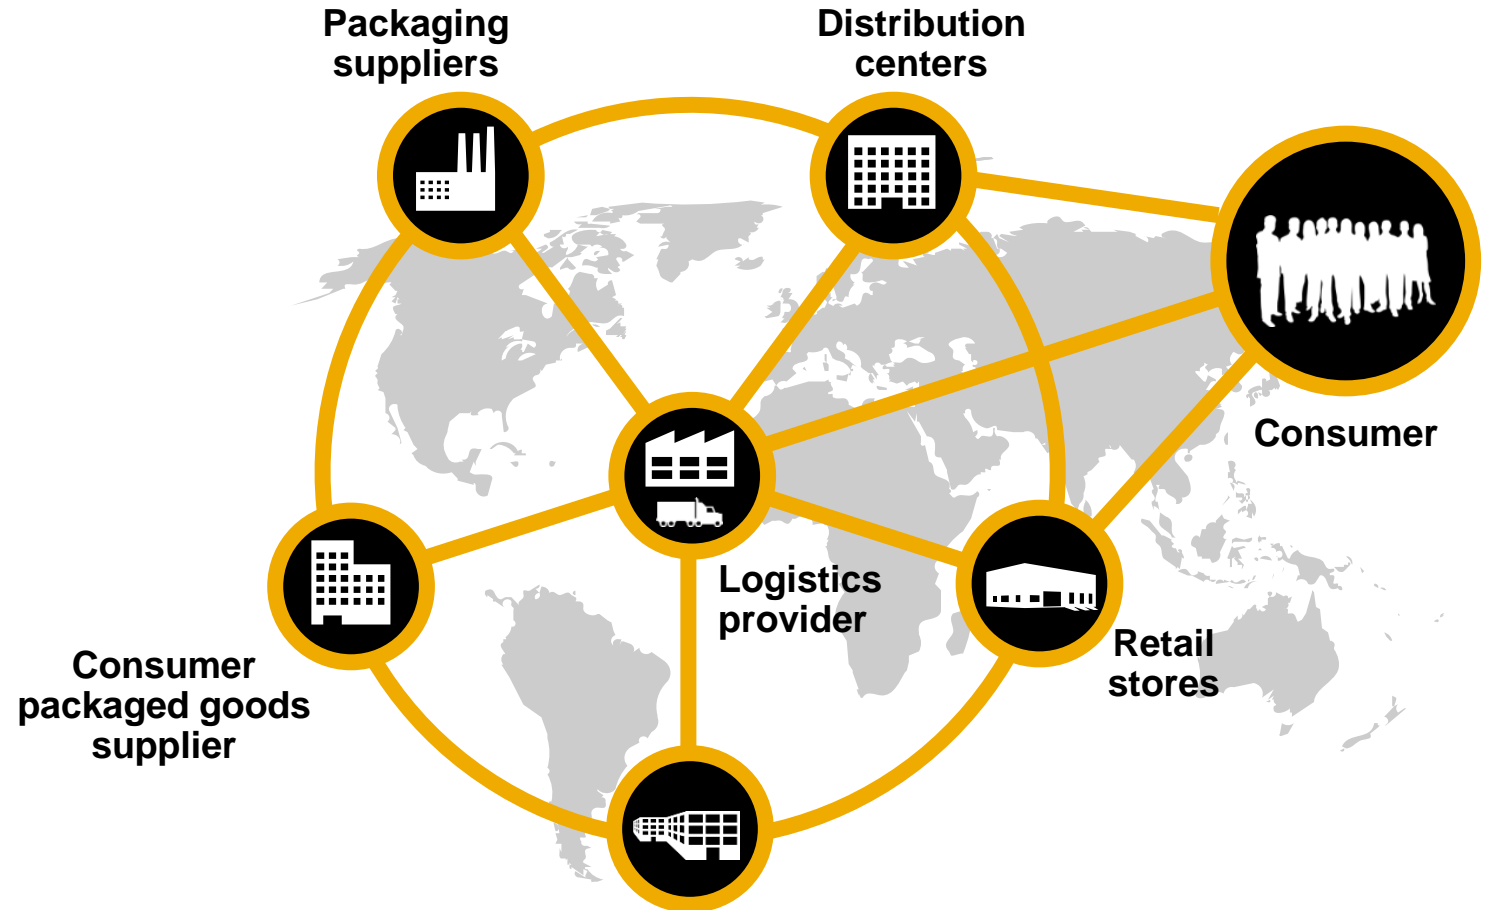 Packaging
suppliers
Distribution
centers
Consumer
Logistics
provider
Retail
stores
Consumer
packaged goods
supplier